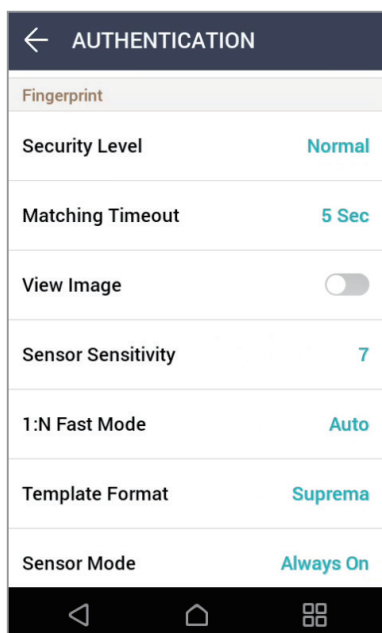 AUTHENTICATION
Fingerprint
Security Level Normal
Matching Timeout 5 Sec
View Image
Sensor Sensitivity 7
1:N Fast Mode Auto
Template Format Suprema
Sensor Mode Always On